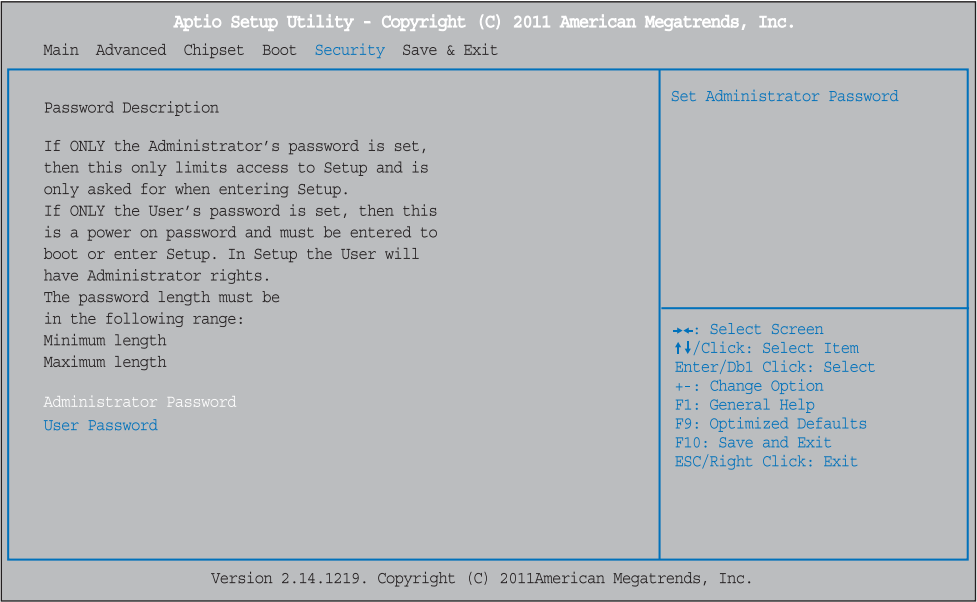 Aptio Setup Utility - Copyright (C) 2011 American Megatrends, Inc.
Main Advanced Chipset Boot Security Save & Exit
Password Description
If ONLY the Administrator's password is set,
then this only limits access to Setup and is
only asked for when entering Setup.
If ONLY the User's password is set, then this
is a power on password and must be entered to
boot or enter Setup. In Setup the User will
have Administrator rights.
The password length must be
in the following range:
Minimum length
Maximum length
Administrator Password
User Password
Set Administrator Password
→←: Select Screen
↑↓/Click: Select Item
Enter/Db1 Click: Select
+-: Change Option
F1: General Help
F9: Optimized Defaults
F10: Save and Exit
ESC/Right Click: Exit
Version 2.14.1219. Copyright (C) 2011American Megatrends, Inc.